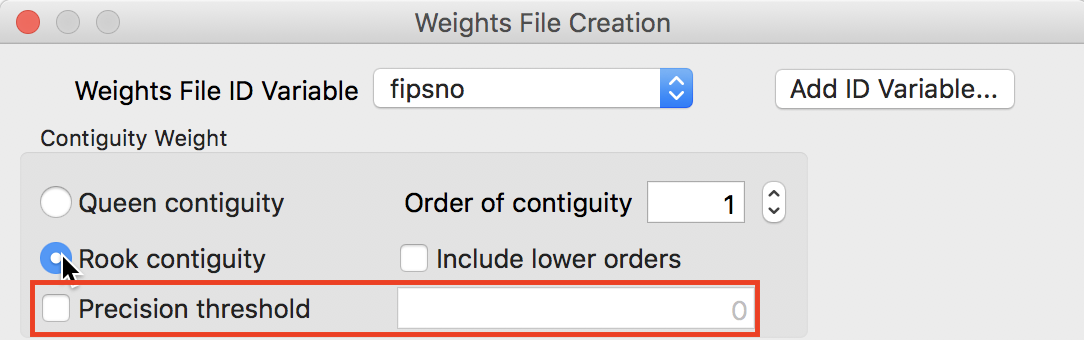 Weights File Creation
Weights File ID Variable fipsno Add ID Variable...
Contiguity Weight
Queen contiguity Order of contiguity 1
Rook contiguity Include lower orders
Precision threshold 0